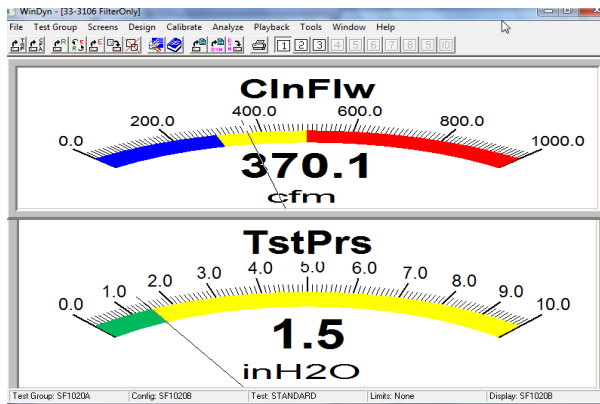 WinDyn - [33-3106 FilterOnly]
File Test Group Screens Design Calibrate Analyze Playback Tools Window Help
1 2 3 4 5 6 7 8 9 10
ClnFlw
0.0 200.0 400.0 600.0 800.0 1000.0
370.1
cfm
TstPrs
0.0 1.0 2.0 3.0 4.0 5.0 6.0 7.0 8.0 9.0 10.0
1.5
inH2O
Test Group: SF1020A Config: SF1020B Test: STANDARD Limits: None Display: SF1020B